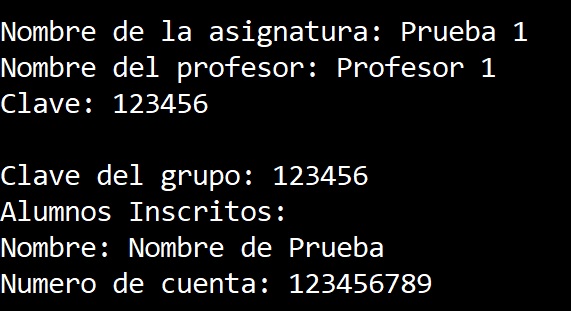 Nombre de la asignatura: Prueba 1
Nombre del profesor: Profesor 1
Clave: 123456
Clave del grupo: 123456
Alumnos Inscritos:
Nombre: Nombre de Prueba
Numero de cuenta: 123456789